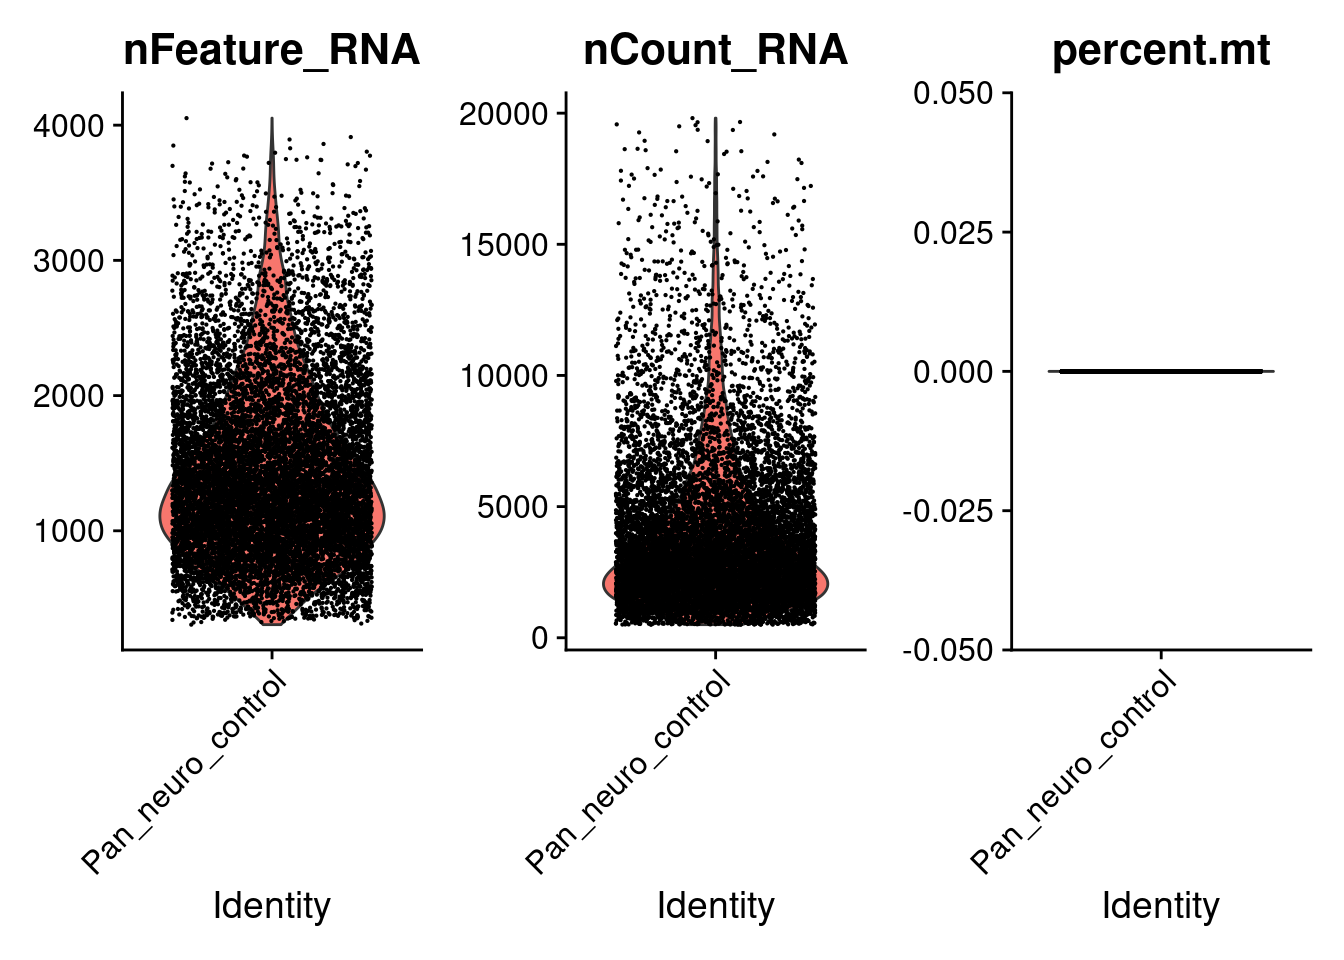 nFeature_RNA
4000
3000
2000
1000
Pan_neuro_control
Identity
nCount_RNA
20000
15000
10000
5000
0
Pan_neuro_control
Identity
percent.mt
0.050
0.025
0.000
-0.025
-0.050
Pan_neuro_control
Identity